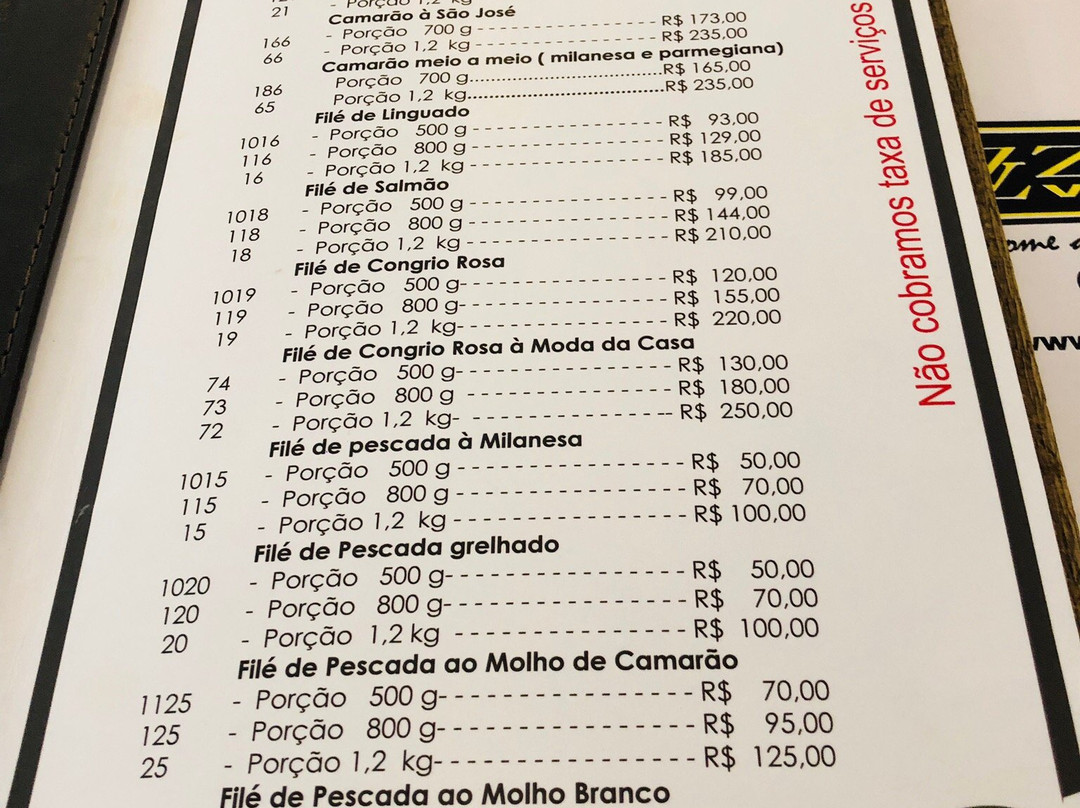 21 - Porção 1,2 kg
Camarão à São José
166 - Porção 700 g - - - - - - - - - - - - - - - - R$ 173,00
66 - Porção 1,2 kg - - - - - - - - - - - - - - - - R$ 235,00
Camarão meio a meio ( milanesa e parmegiana)
186 Porção 700 g........................................R$ 165,00
65 Porção 1,2 kg........................................R$ 235,00
Filé de Linguado
1016 - Porção 500 g - - - - - - - - - - - - - - - - R$ 93,00
116 - Porção 800 g - - - - - - - - - - - - - - - - R$ 129,00
16 - Porção 1,2 kg - - - - - - - - - - - - - - - - R$ 185,00
Filé de Salmão
1018 - Porção 500 g - - - - - - - - - - - - - - - - R$ 99,00
118 - Porção 800 g - - - - - - - - - - - - - - - - R$ 144,00
18 - Porção 1,2 kg - - - - - - - - - - - - - - - - R$ 210,00
Filé de Congrio Rosa
1019 - Porção 500 g- - - - - - - - - - - - - - - - R$ 120,00
119 - Porção 800 g- - - - - - - - - - - - - - - - R$ 155,00
19 - Porção 1,2 kg- - - - - - - - - - - - - - - - R$ 220,00
Filé de Congrio Rosa à Moda da Casa
74 - Porção 500 g- - - - - - - - - - - - - - - - R$ 130,00
73 - Porção 800 g - - - - - - - - - - - - - - - - R$ 180,00
72 - Porção 1,2 kg- - - - - - - - - - - - - - - -- R$ 250,00
Filé de pescada à Milanesa
1015 - Porção 500 g- - - - - - - - - - - - - - - - R$ 50,00
115 - Porção 800 g - - - - - - - - - - - - - - - - R$ 70,00
15 - Porção 1,2 kg - - - - - - - - - - - - - - - - R$ 100,00
Filé de Pescada grelhado
1020 - Porção 500 g- - - - - - - - - - - - - - - - R$ 50,00
120 - Porção 800 g- - - - - - - - - - - - - - - - R$ 70,00
20 - Porção 1,2 kg - - - - - - - - - - - - - - - - R$ 100,00
Filé de Pescada ao Molho de Camarão
1125 - Porção 500 g- - - - - - - - - - - - - - - - R$ 70,00
125 - Porção 800 g- - - - - - - - - - - - - - - - R$ 95,00
25 - Porção 1,2 kg- - - - - - - - - - - - - - - - R$ 125,00
Filé de Pescada ao Molho Branco
Não cobramos taxa de serviços